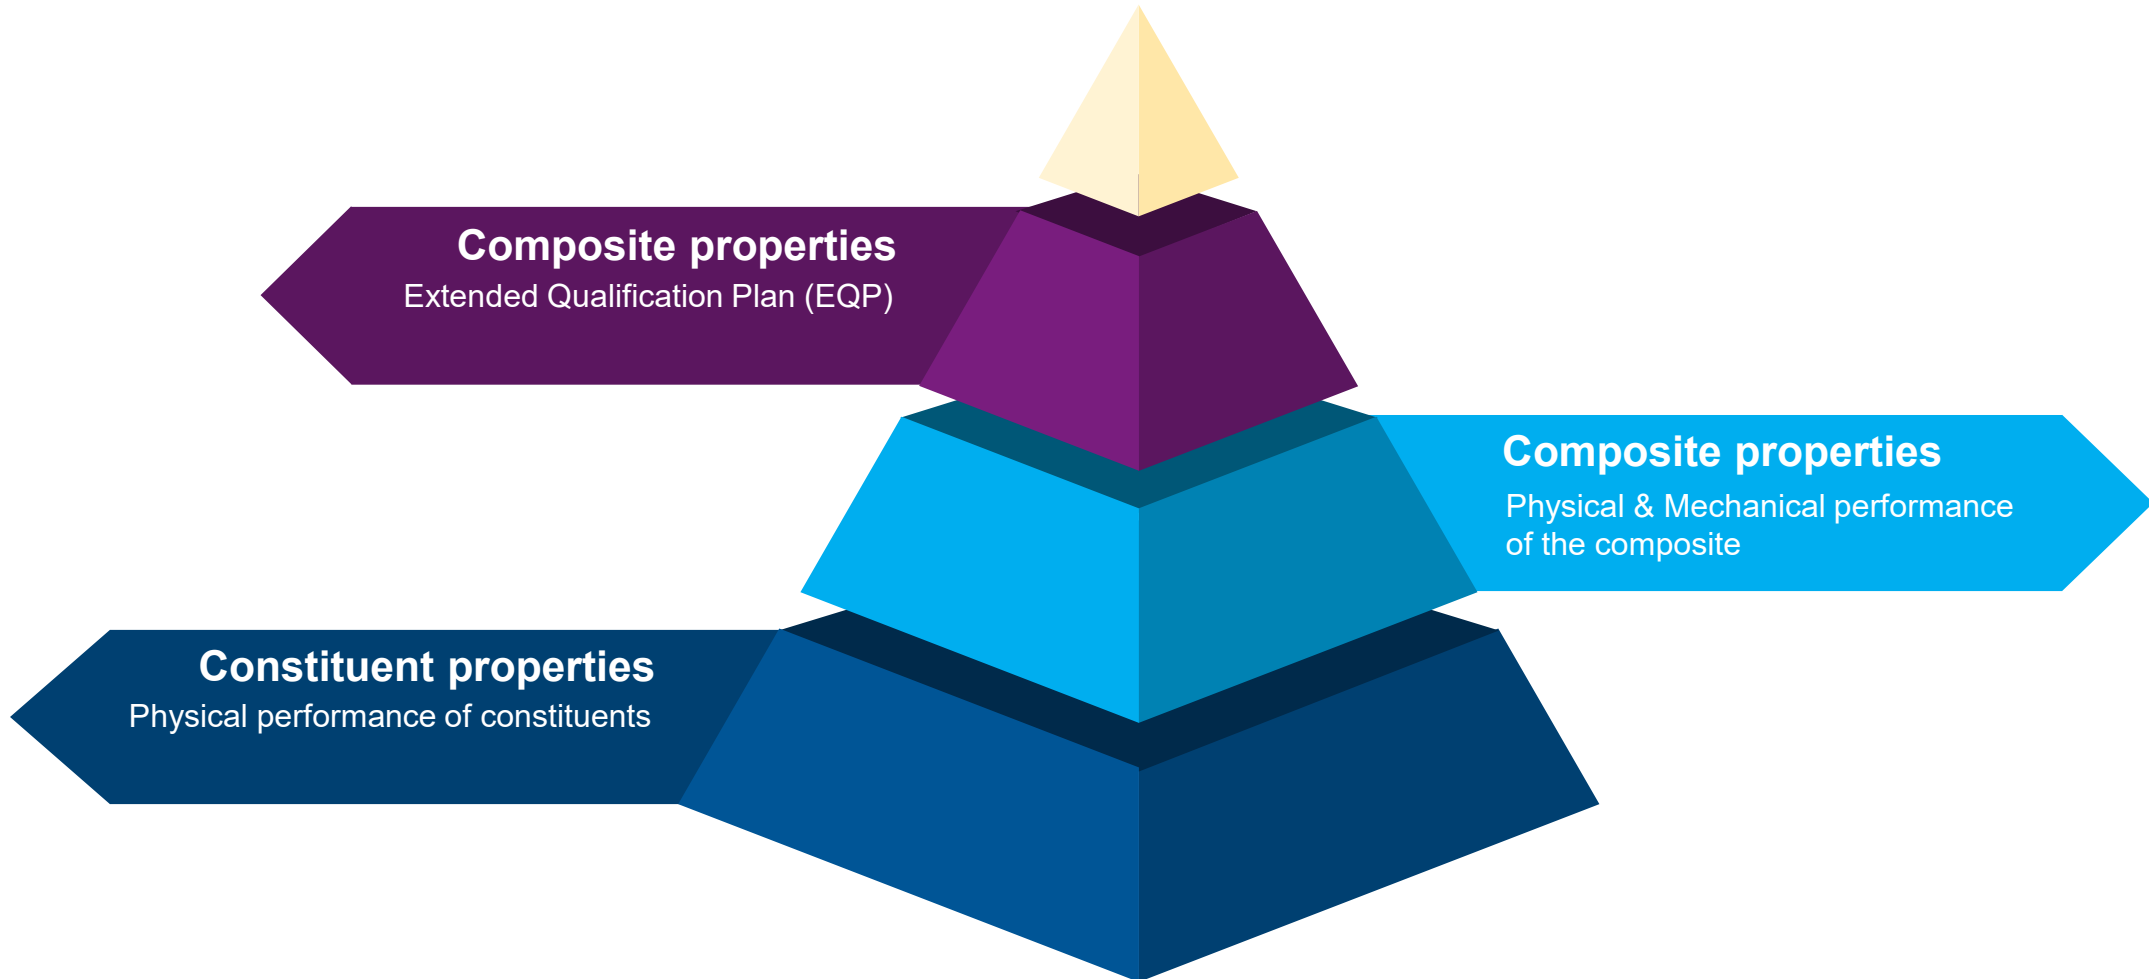 Composite properties
Extended Qualification Plan (EQP)
Composite properties
Physical & Mechanical performance
of the composite
Constituent properties
Physical performance of constituents